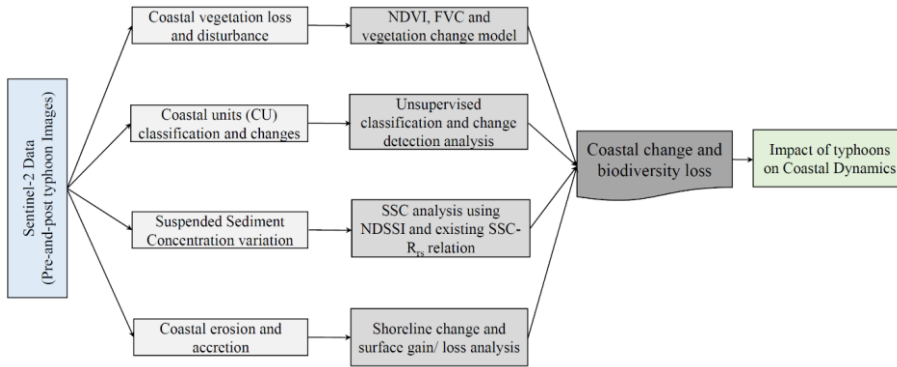 Sentinel-2 Data
(Pre-and-post typhoon Images)
Coastal vegetation loss
and disturbance
NDVI, FVC and
vegetation change model
Coastal units (CU)
classification and changes
Unsupervised
classification and change
detection analysis
Suspended Sediment
Concentration variation
SSC analysis using
NDSSI and existing SSC-
Rrs relation
Coastal erosion and
accretion
Shoreline change and
surface gain/ loss analysis
Coastal change and
biodiversity loss
Impact of typhoons
on Coastal Dynamics